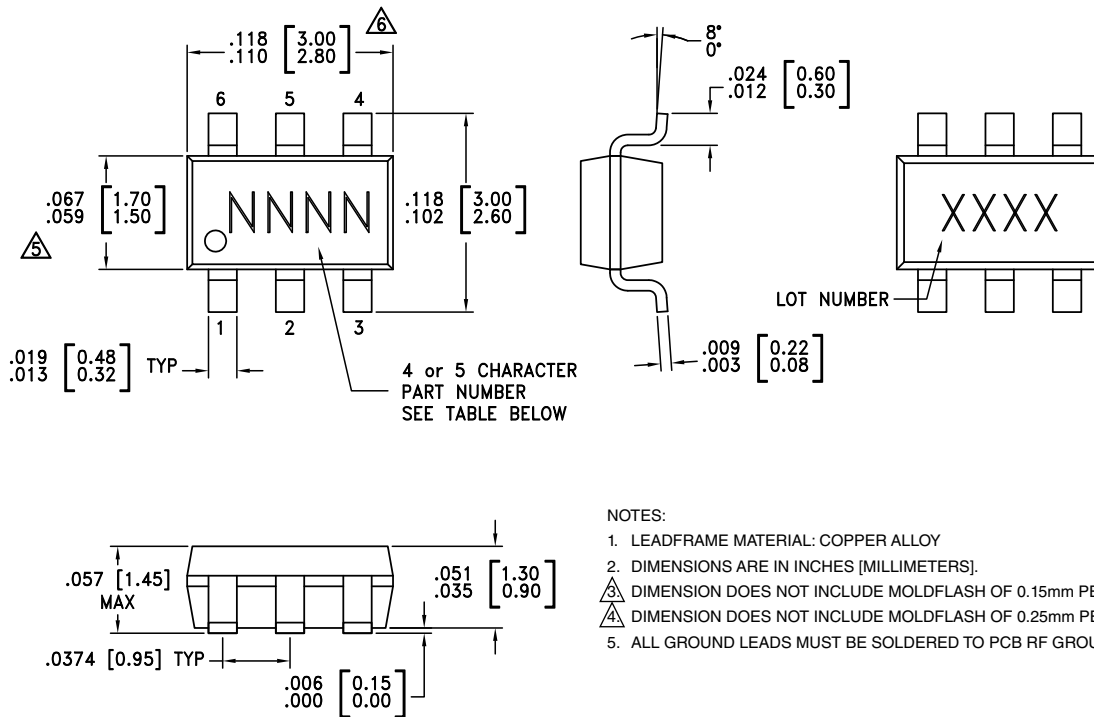 6
.118 [3.00]
.110 [2.80]
6 5 4
.067 [1.70]
.059 [1.50]
5
NNNN
.118 [3.00]
.102 [2.60]
1 2 3
.019 [0.48] TYP
.013 [0.32]
4 or 5 CHARACTER
PART NUMBER
SEE TABLE BELOW
8°
0°
.024 [0.60]
.012 [0.30]
.009 [0.22]
.003 [0.08]
XXXX
LOT NUMBER
.057 [1.45]
MAX
.051 [1.30]
.035 [0.90]
.0374 [0.95] TYP
.006 [0.15]
.000 [0.00]
NOTES:
1. LEADFRAME MATERIAL: COPPER ALLOY
2. DIMENSIONS ARE IN INCHES [MILLIMETERS].
3. DIMENSION DOES NOT INCLUDE MOLDFLASH OF 0.15mm
4. DIMENSION DOES NOT INCLUDE MOLDFLASH OF 0.25mm
5. ALL GROUND LEADS MUST BE SOLDERED TO PCB RF